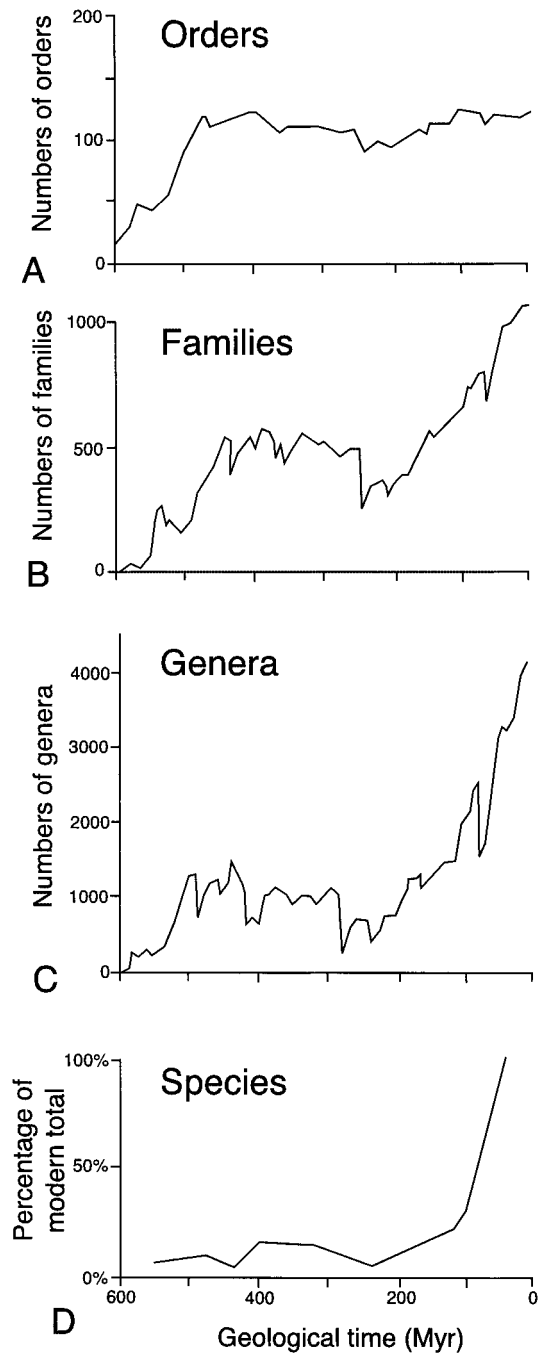 200
Orders
Numbers of orders
100
0
A
1000
Families
Numbers of families
500
0
B
Genera
4000
Numbers of genera
3000
2000
1000
0
C
100%
Species
Percentage of
modern total
50%
0%
600
400
200
0
D
Geological time (Myr)